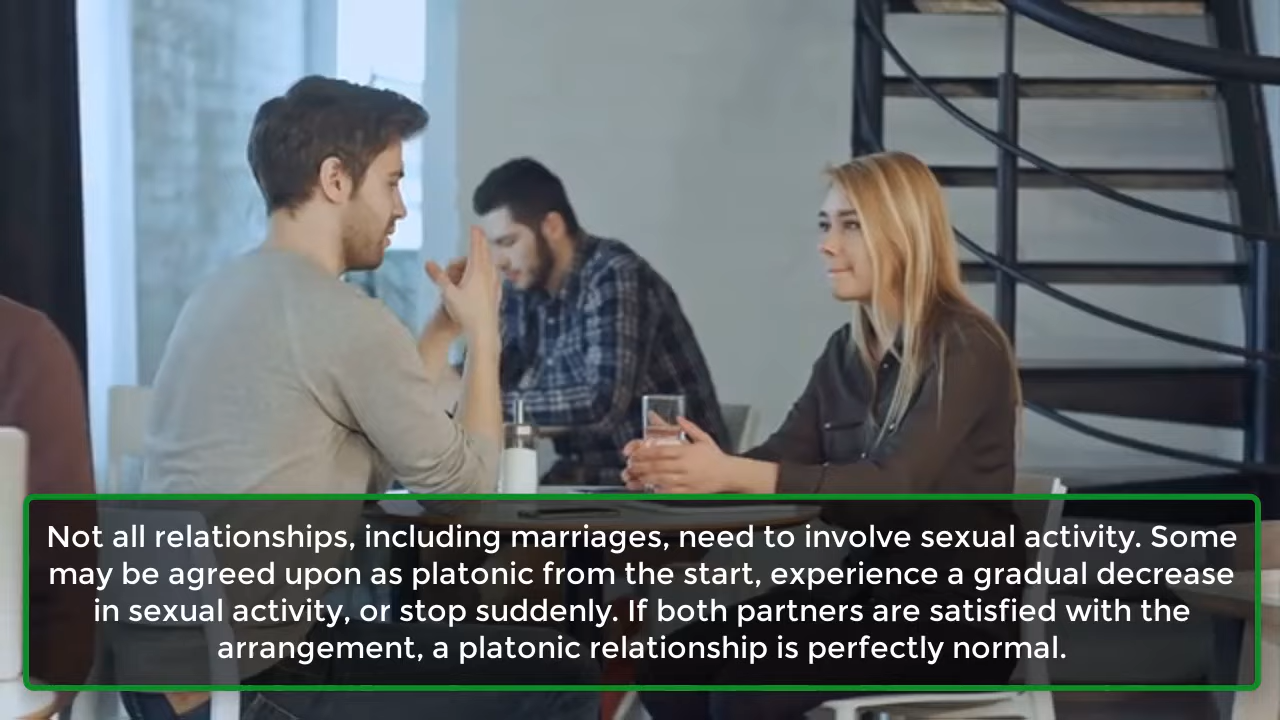 Not all relationships, including marriages, need to involve sexual activity. Some
may be agreed upon as platonic from the start, experience a gradual decrease
in sexual activity, or stop suddenly. If both partners are satisfied with the
arrangement, a platonic relationship is perfectly normal.